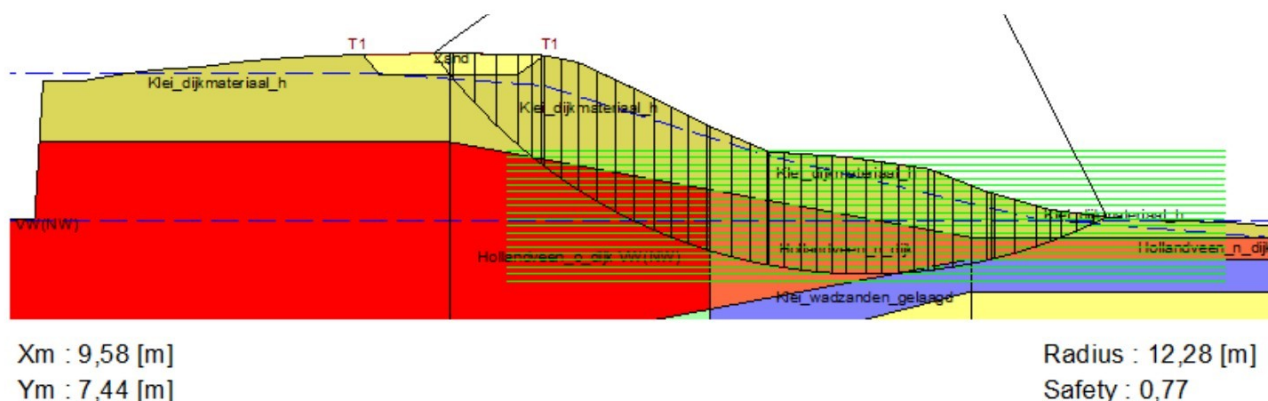 T1
T1
Zand
Klei_dijkmateriaal_h
Klei_dijkmateriaal_h
Klei_dijkmateriaal_h
Klei_dijkmateriaal_h
VW(NW)
Hollandveen_o_dijk VW(NW)
Hollandveen_n_dijk
Hollandveen_n_dijk
Klei_wadzanden_gelaagd
Xm : 9,58 [m]
Radius : 12,28 [m]
Ym : 7,44 [m]
Safety : 0,77